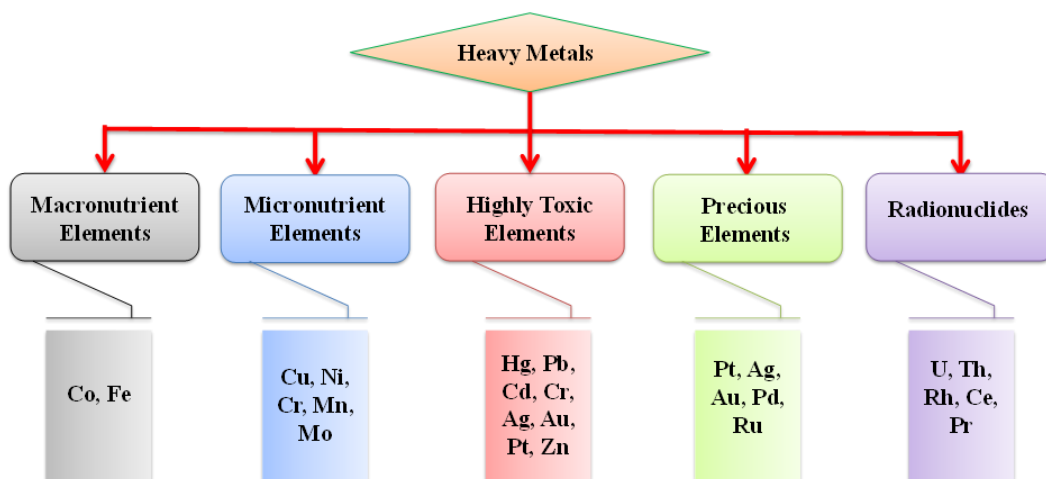 Heavy Metals
Macronutrient
Elements
Micronutrient
Elements
Highly Toxic
Elements
Precious
Elements
Radionuclides
Co, Fe
Cu, Ni,
Cr, Mn,
Mo
Hg, Pb,
Cd, Cr,
Ag, Au,
Pt, Zn
Pt, Ag,
Au, Pd,
Ru
U, Th,
Rh, Ce,
Pr